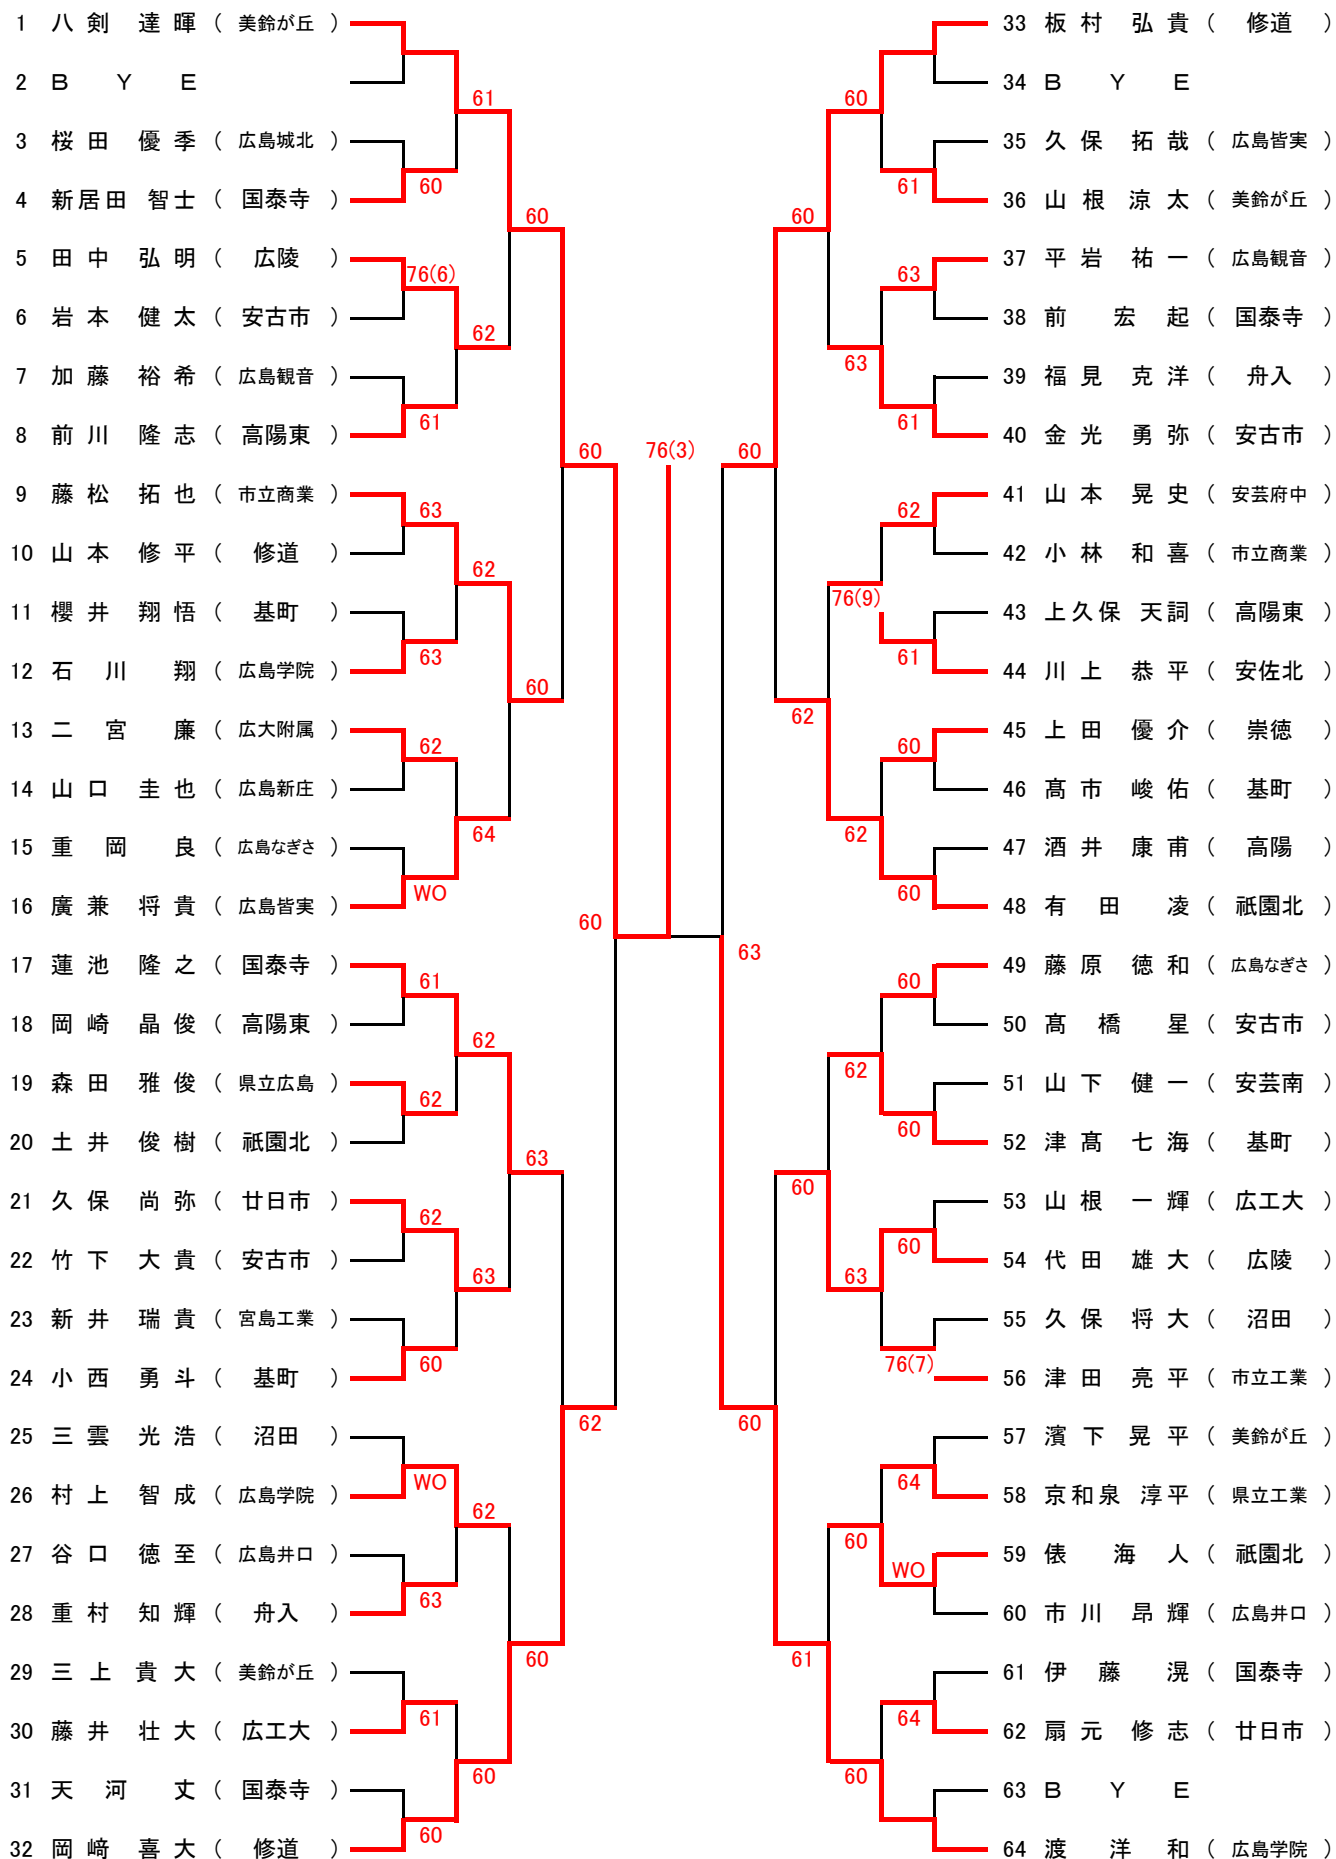 1 八剣 達暉 ( 美鈴が丘 )
2 BYE
61
3 桜田 優季 ( 広島城北 )
60
4 新居田 智士 ( 国泰寺 )
60
5 田中 弘明 ( 広陵 )
76(6)
6 岩本 健太 ( 安古市 )
62
7 加藤 裕希 ( 広島観音 )
61
8 前川 隆志 ( 高陽東 )
60
9 藤松 拓也 ( 市立商業 )
63
10 山本 修平 ( 修道 )
62
11 櫻井 翔悟 ( 基町 )
63
12 石川 翔 ( 広島学院 )
60
13 二宮 廉 ( 広大附属 )
62
14 山口 圭也 ( 広島新庄 )
64
15 重岡 良 ( 広島なぎさ )
WO
16 廣兼 将貴 ( 広島皆実 )
60
17 蓮池 隆之 ( 国泰寺 )
61
18 岡崎 晶俊 ( 高陽東 )
62
19 森田 雅俊 ( 県立広島 )
62
20 土井 俊樹 ( 祇園北 )
63
21 久保 尚弥 ( 廿日市 )
62
22 竹下 大貴 ( 安古市 )
63
23 新井 瑞貴 ( 宮島工業 )
60
24 小西 勇斗 ( 基町 )
62
25 三雲 光浩 ( 沼田 )
WO
26 村上 智成 ( 広島学院 )
62
27 谷口 徳至 ( 広島井口 )
63
28 重村 知輝 ( 舟入 )
60
29 三上 貴大 ( 美鈴が丘 )
61
30 藤井 壮大 ( 広工大 )
60
31 天河 丈 ( 国泰寺 )
60
32 岡﨑 喜大 ( 修道 )
76(3)
33 板村 弘貴 ( 修道 )
34 BYE
60
35 久保 拓哉 ( 広島皆実 )
61
36 山根 涼太 ( 美鈴が丘 )
60
37 平岩 祐一 ( 広島観音 )
63
38 前 宏起 ( 国泰寺 )
63
39 福見 克洋 ( 舟入 )
61
40 金光 勇弥 ( 安古市 )
60
41 山本 晃史 ( 安芸府中 )
62
42 小林 和喜 ( 市立商業 )
76(9)
43 上久保 天詞 ( 高陽東 )
61
44 川上 恭平 ( 安佐北 )
62
45 上田 優介 ( 崇徳 )
60
46 髙市 峻佑 ( 基町 )
62
47 酒井 康甫 ( 高陽 )
60
48 有田 凌 ( 祇園北 )
63
49 藤原 徳和 ( 広島なぎさ )
60
50 髙橋 星 ( 安古市 )
62
51 山下 健一 ( 安芸南 )
60
52 津髙 七海 ( 基町 )
60
53 山根 一輝 ( 広工大 )
60
54 代田 雄大 ( 広陵 )
63
55 久保 将大 ( 沼田 )
76(7)
56 津田 亮平 ( 市立工業 )
60
57 濱下 晃平 ( 美鈴が丘 )
64
58 京和泉 淳平 ( 県立工業 )
60
59 俵 海人 ( 祇園北 )
WO
60 市川 昂輝 ( 広島井口 )
61
61 伊藤 滉 ( 国泰寺 )
64
62 扇元 修志 ( 廿日市 )
60
63 BYE
64 渡 洋和 ( 広島学院 )